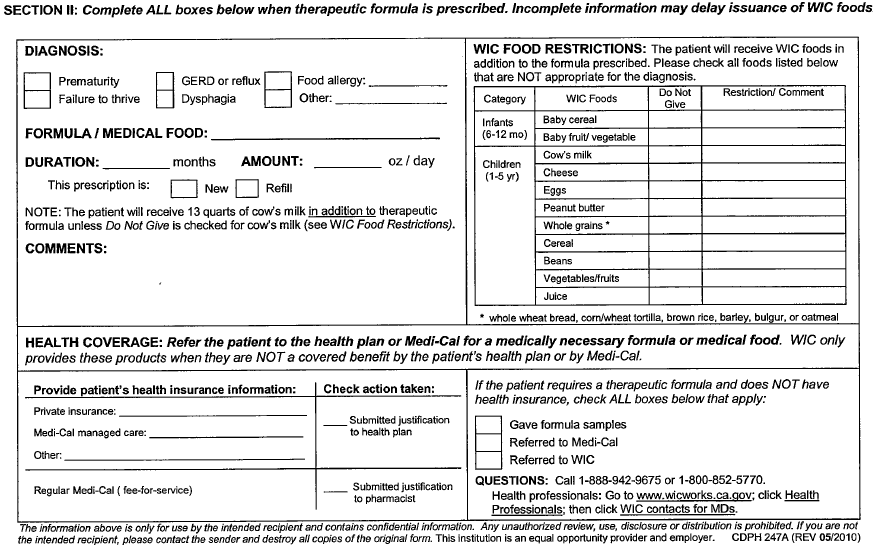 SECTION II: Complete ALL boxes below when therapeutic formula is prescribed. Incomplete information may delay issuance of WIC foods
DIAGNOSIS:
Prematurity GERD or reflux Food allergy:
Failure to thrive Dysphagia Other:
FORMULA / MEDICAL FOOD:
DURATION: months AMOUNT: oz / day
This prescription is: New Refill
NOTE: The patient will receive 13 quarts of cow's milk in addition to therapeutic
formula unless Do Not Give is checked for cow's milk (see WIC Food Restrictions).
COMMENTS:
WIC FOOD RESTRICTIONS: The patient will receive WIC foods in
addition to the formula prescribed. Please check all foods listed below
that are NOT appropriate for the diagnosis.
Category WIC Foods Do Not Give Restriction/ Comment
Infants (6-12 mo) Baby cereal
Baby fruit/ vegetable
Children (1-5 yr) Cow's milk
Cheese
Eggs
Peanut butter
Whole grains *
Cereal
Beans
Vegetables/fruits
Juice
* whole wheat bread, corn/wheat tortilla, brown rice, barley, bulgur, or oatmeal
HEALTH COVERAGE: Refer the patient to the health plan or Medi-Cal for a medically necessary formula or medical food. WIC only
provides these products when they are NOT a covered benefit by the patient's health plan or by Medi-Cal.
Provide patient's health insurance information: Check action taken:
Private insurance:
Medi-Cal managed care:
Other:
Submitted justification
to health plan
Regular Medi-Cal ( fee-for-service)
Submitted justification
to pharmacist
If the patient requires a therapeutic formula and does NOT have
health insurance, check ALL boxes below that apply:
Gave formula samples
Referred to Medi-Cal
Referred to WIC
QUESTIONS: Call 1-888-942-9675 or 1-800-852-5770.
Health professionals: Go to www.wicworks.ca.gov; click Health
Professionals; then click WIC contacts for MDs.
The information above is only for use by the intended recipient and contains confidential information. Any unauthorized review, use, disclosure or distribution is prohibited. If you are not
the intended recipient, please contact the sender and destroy all copies of the original form. This institution is an equal opportunity provider and employer. CDPH 247A (REV 05/2010)